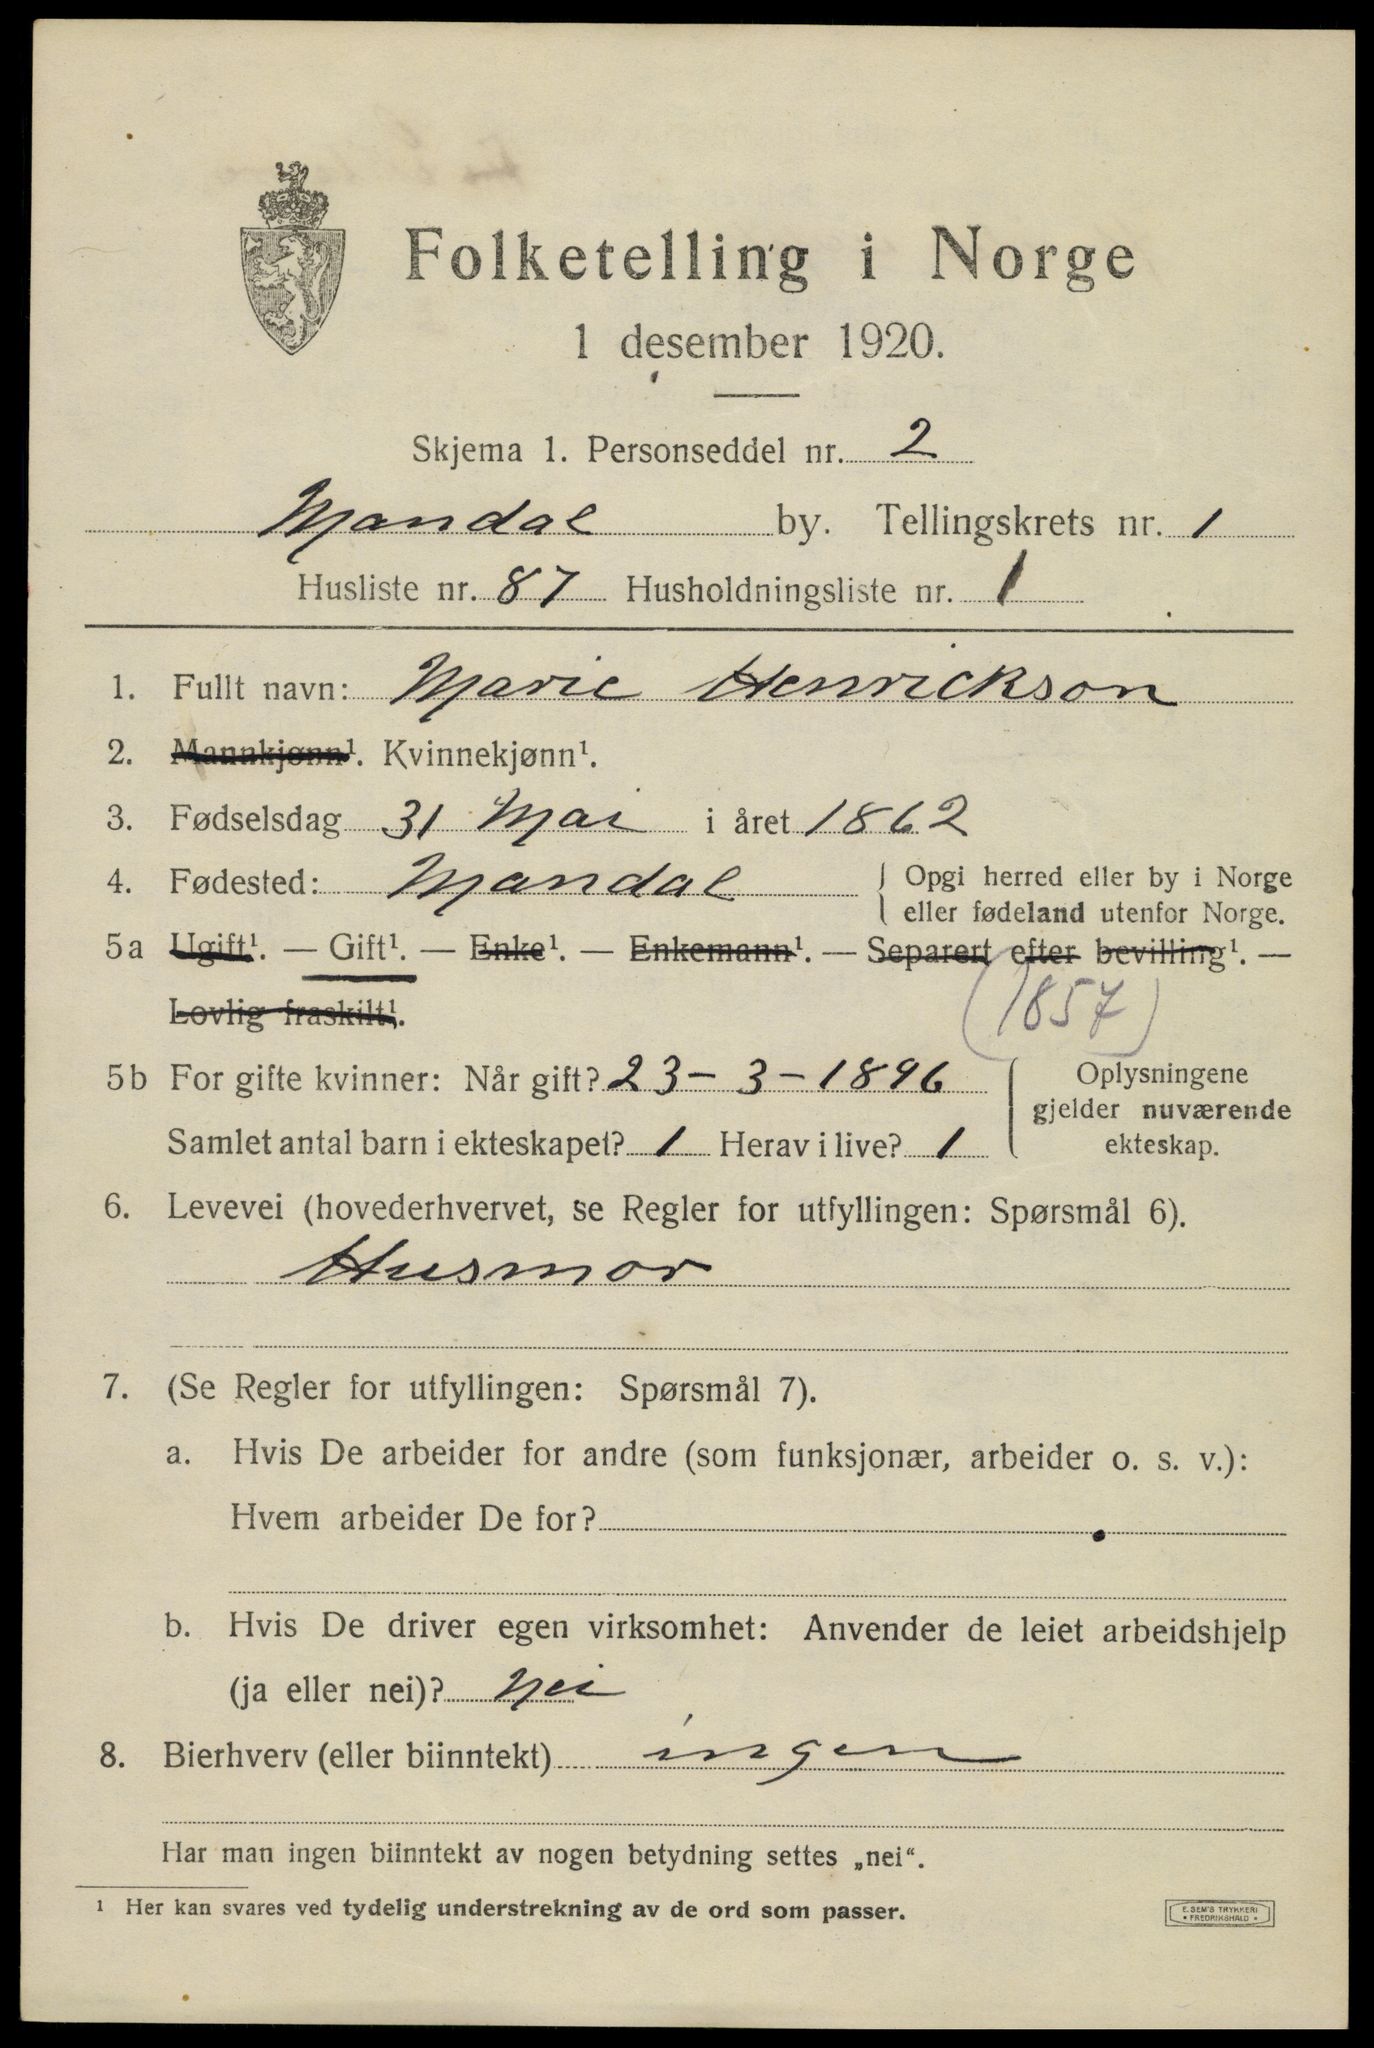 Folketelling i Norge
1 desember 1920.
Skjema 1. Personseddel nr. 2
Mandal by. Tellingskrets nr. 1
Husliste nr. 87 Husholdningsliste nr. 1
1. Fullt navn: Marie Henrickson
2. Mannkjønn¹. Kvinnekjønn¹.
3. Fødselsdag 31 Mai i året 1862
4. Fødested: Mandal { Opgi herred eller by i Norge
eller fødeland utenfor Norge.
5a Ugift¹. — Gift¹. — Enke¹. — Enkemann¹. — Separert efter bevilling¹. —
Lovlig fraskilt¹.
(1857)
5b For gifte kvinner: Når gift? 23-3-1896
Samlet antal barn i ekteskapet? 1 Herav i live? 1
Oplysningene
gjelder nuværende
ekteskap.
6. Levevei (hovederhvervet, se Regler for utfyllingen: Spørsmål 6).
Husmor
7. (Se Regler for utfyllingen: Spørsmål 7).
a. Hvis De arbeider for andre (som funksjonær, arbeider o. s. v.):
Hvem arbeider De for?
b. Hvis De driver egen virksomhet: Anvender de leiet arbeidshjelp
(ja eller nei)? Nei
8. Bierhverv (eller biinntekt) ingen
Har man ingen biinntekt av nogen betydning settes „nei“.
¹ Her kan svares ved tydelig understrekning av de ord som passer.
E. SEM'S TRYKKERI
• FREDRIKSHALD •